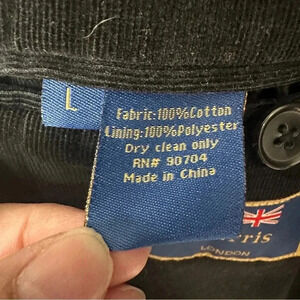 L
Fabric:100%Cotton
Lining:100%Polyester
Dry clean only
RN# 90704
Made in China
LONDON